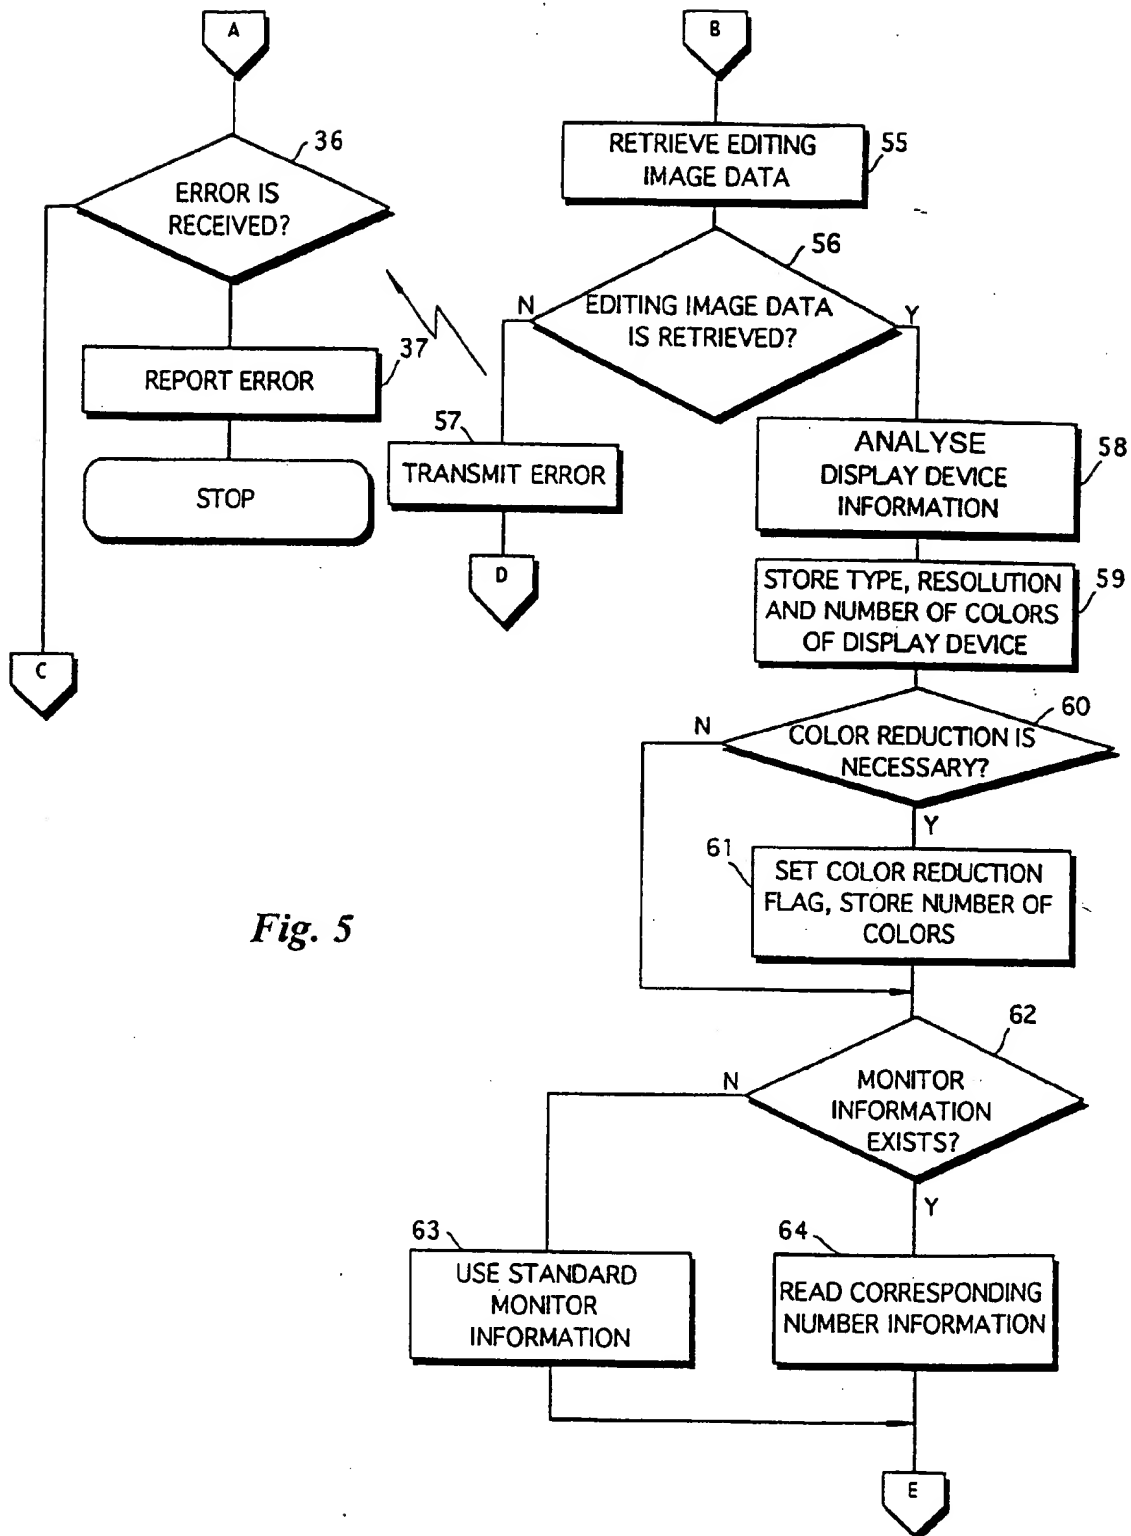 A
36
ERROR IS
RECEIVED?
37
REPORT ERROR
STOP
C
B
RETRIEVE EDITING
IMAGE DATA
55
56
N
EDITING IMAGE DATA
IS RETRIEVED?
Y
57
TRANSMIT ERROR
D
ANALYSE
DISPLAY DEVICE
INFORMATION
58
STORE TYPE, RESOLUTION
AND NUMBER OF COLORS
OF DISPLAY DEVICE
59
60
N
COLOR REDUCTION IS
NECESSARY?
Y
61
SET COLOR REDUCTION
FLAG, STORE NUMBER OF
COLORS
Fig. 5
62
N
MONITOR
INFORMATION
EXISTS?
Y
63
USE STANDARD
MONITOR
INFORMATION
64
READ CORRESPONDING
NUMBER INFORMATION
E